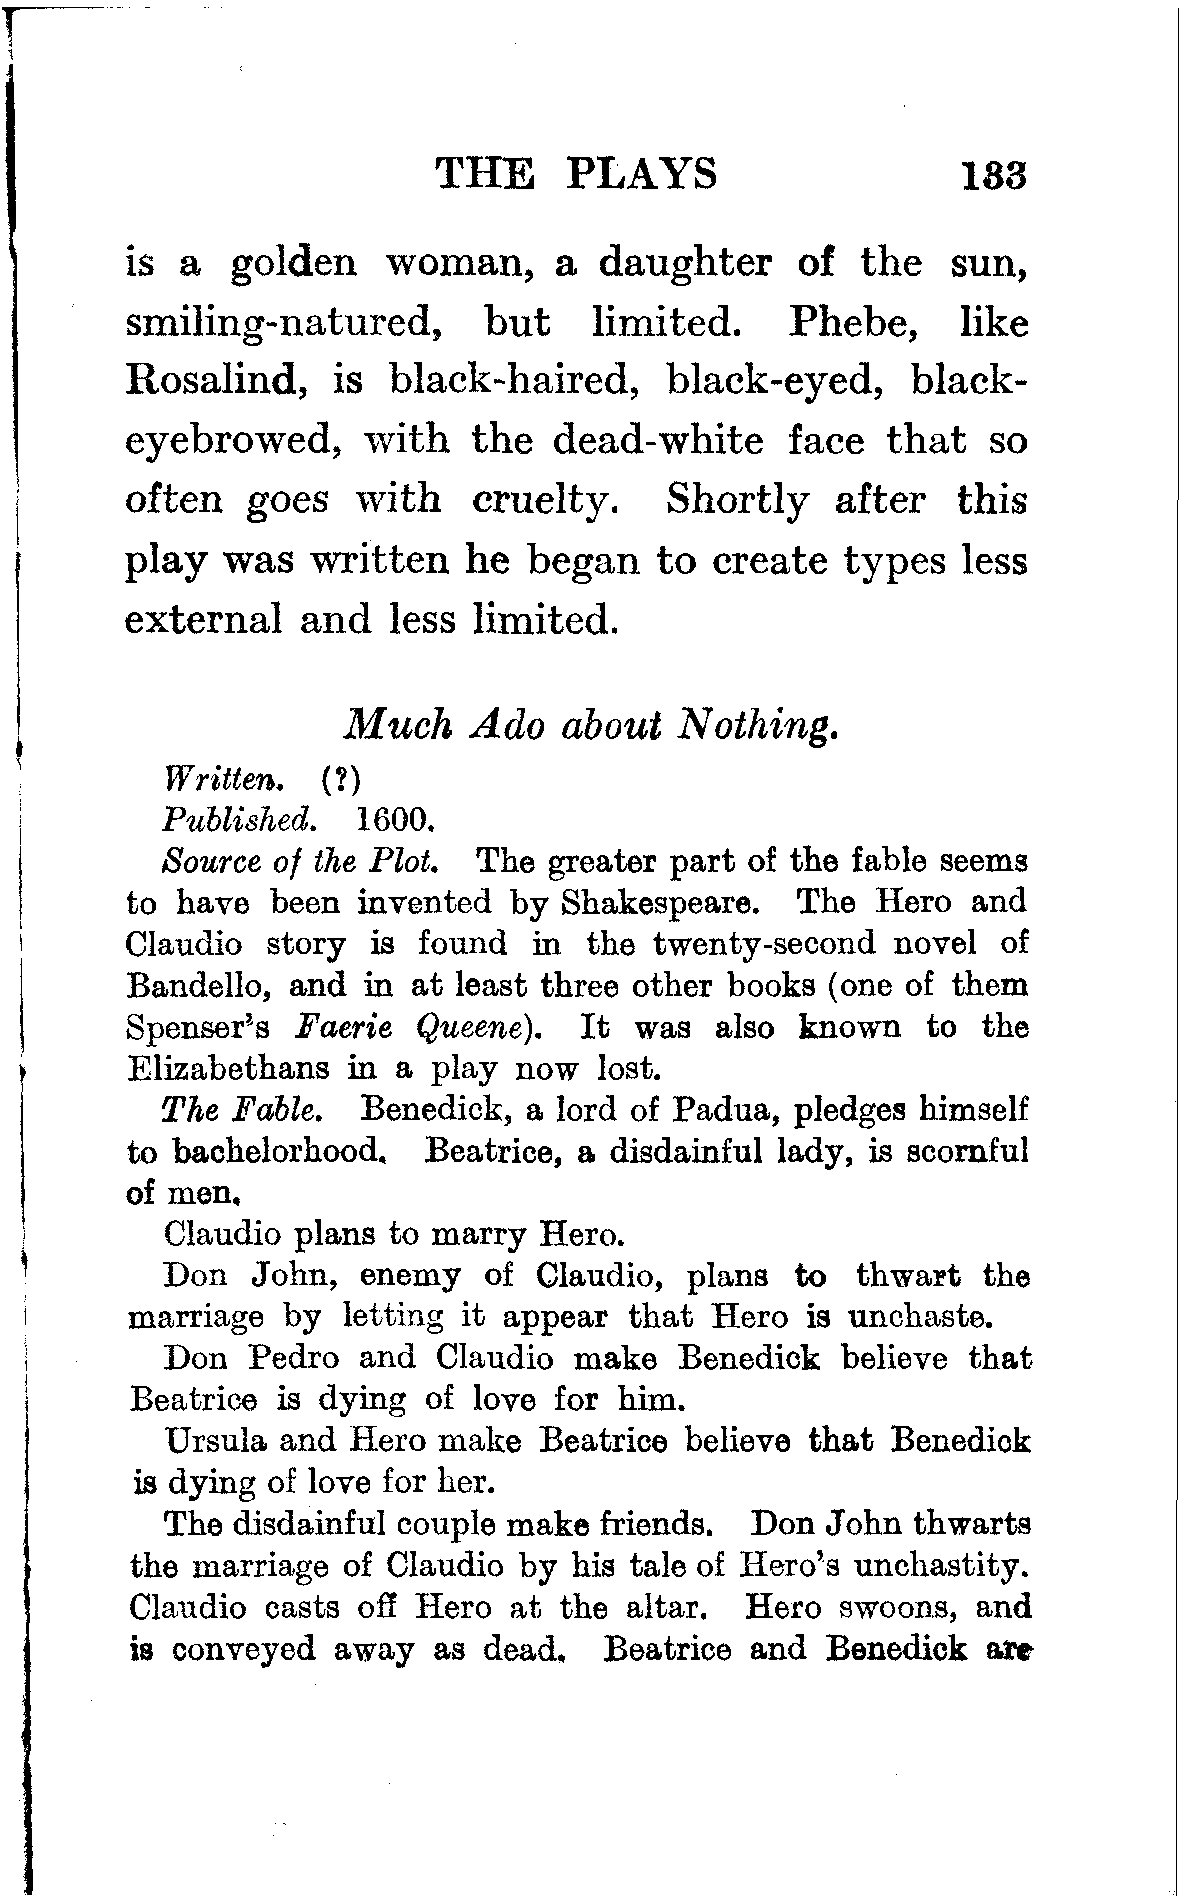 THE PLAYS 133
is a golden woman, a daughter of the sun,
smiling-natured, but limited. Phebe, like
Rosalind, is black-haired, black-eyed, black-
eyebrowed, with the dead-white face that so
often goes with cruelty. Shortly after this
play was written he began to create types less
external and less limited.
Much Ado about Nothing.
Written. (?)
Published. 1600.
Source of the Plot. The greater part of the fable seems
to have been invented by Shakespeare. The Hero and
Claudio story is found in the twenty-second novel of
Bandello, and in at least three other books (one of them
Spenser's Faerie Queene). It was also known to the
Elizabethans in a play now lost.
The Fable. Benedick, a lord of Padua, pledges himself
to bachelorhood. Beatrice, a disdainful lady, is scornful
of men.
Claudio plans to marry Hero.
Don John, enemy of Claudio, plans to thwart the
marriage by letting it appear that Hero is unchaste.
Don Pedro and Claudio make Benedick believe that
Beatrice is dying of love for him.
Ursula and Hero make Beatrice believe that Benedick
is dying of love for her.
The disdainful couple make friends. Don John thwarts
the marriage of Claudio by his tale of Hero's unchastity.
Claudio casts off Hero at the altar. Hero swoons, and
is conveyed away as dead. Beatrice and Benedick are